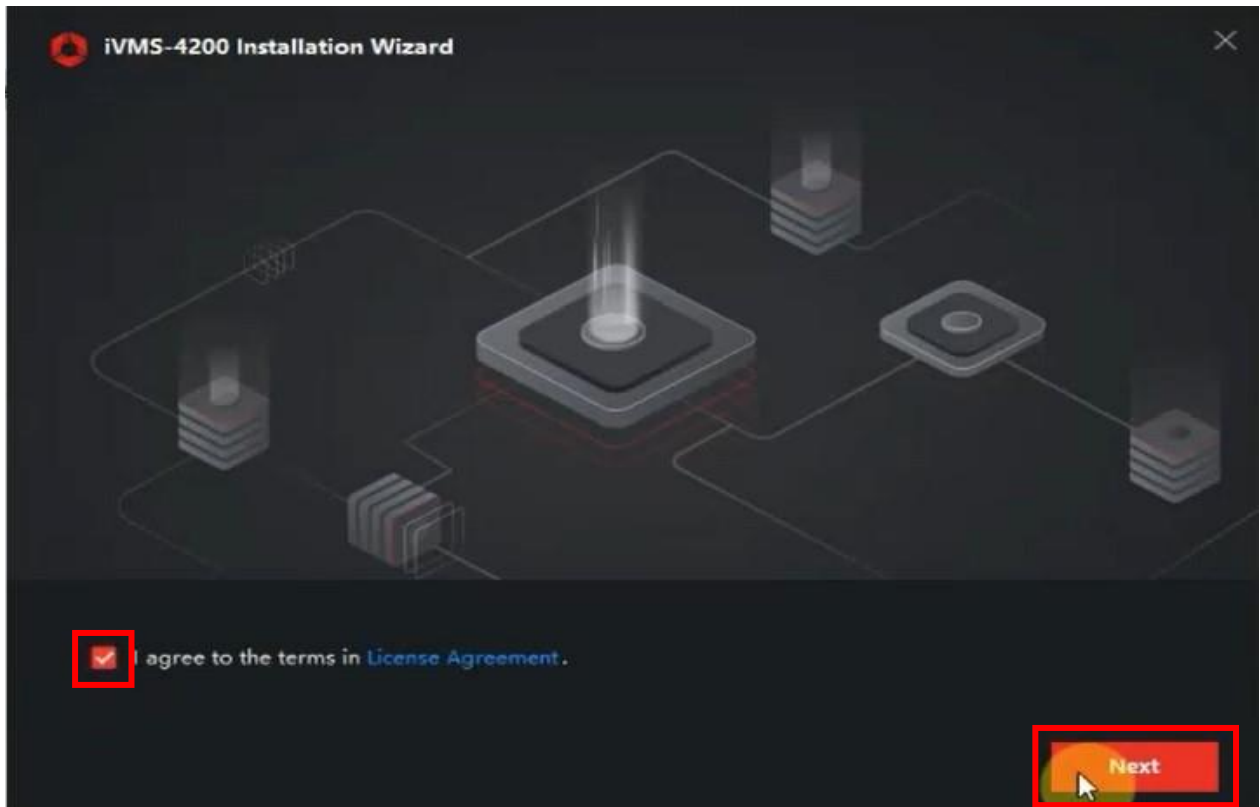 iVMS-4200 Installation Wizard
I agree to the terms in License Agreement.
Next